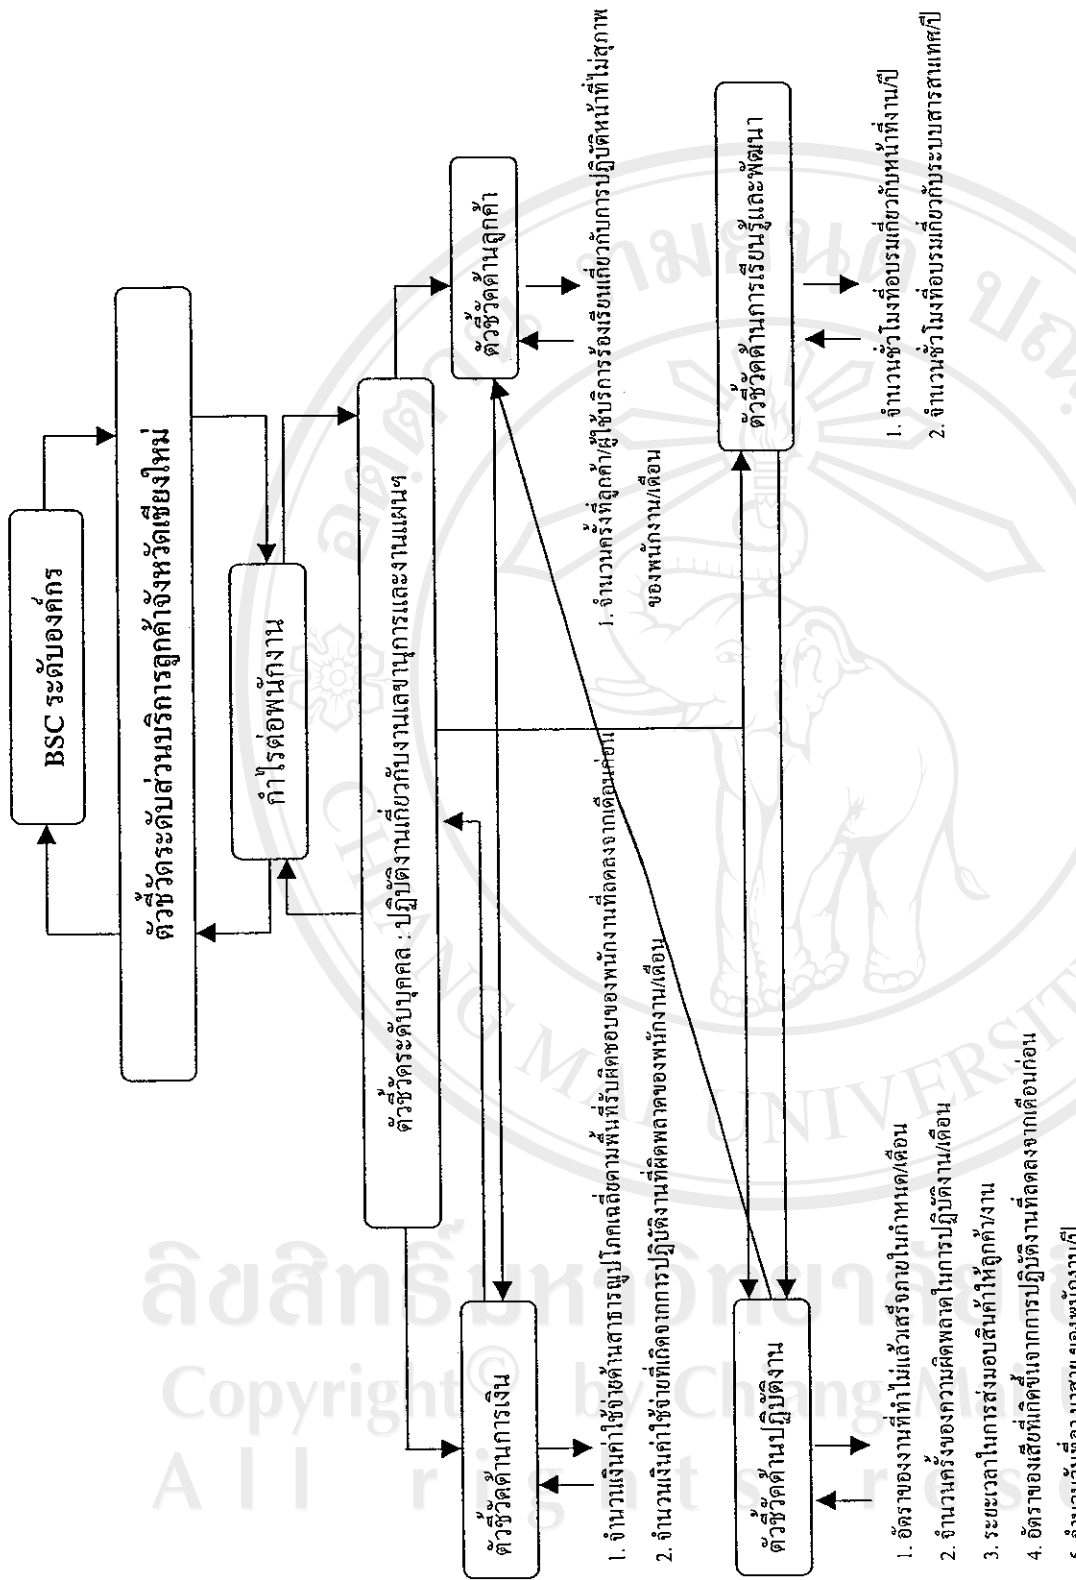 BSC ระดับองค์กร
ตัวชี้วัดระดับส่วนบริการลูกค้าจังหวัดเชียงใหม่
กำไรต่อพนักงาน
ตัวชี้วัดระดับบุคคล : ปฏิบัติงานเกี่ยวกับงานเลขานุการและงานแผนฯ
ตัวชี้วัดด้านการเงิน
ตัวชี้วัดด้านลูกค้า
1. จำนวนเงินค่าใช้จ่ายด้านสาธารณูปโภคเฉลี่ยตามพื้นที่รับผิดชอบของพนักงานที่ลดลงจากเดือนก่อน
2. จำนวนเงินค่าใช้จ่ายที่เกิดจากการปฏิบัติงานที่ผิดพลาดของพนักงาน/เดือน
1. จำนวนครั้งที่ลูกค้า/ผู้ใช้บริการร้องเรียนเกี่ยวกับการปฏิบัติหน้าที่ไม่สุภาพ
ของพนักงาน/เดือน
ตัวชี้วัดด้านปฏิบัติงาน
ตัวชี้วัดด้านการเรียนรู้และพัฒนา
1. อัตราของงานที่ทำไม่แล้วเสร็จภายในกำหนด/เดือน
2. จำนวนครั้งของความผิดพลาดในการปฏิบัติงาน/เดือน
3. ระยะเวลาในการส่งมอบสินค้าให้ลูกค้า/งาน
4. อัตราของเสียที่เกิดขึ้นจากการปฏิบัติงานที่ลดลงจากเดือนก่อน
5. จำนวนวันที่ลา มาสาย ของพนักงาน/ปี
1. จำนวนชั่วโมงที่อบรมเกี่ยวกับหน้าที่งาน/ปี
2. จำนวนชั่วโมงที่อบรมเกี่ยวกับระบบสารสนเทศ/ปี
CHIANG MAI UNIVERSIT
ลิขสิทธิ์มหาวิทยาลัยเชี
Copyright© by Chiang Mai U
All rights rese